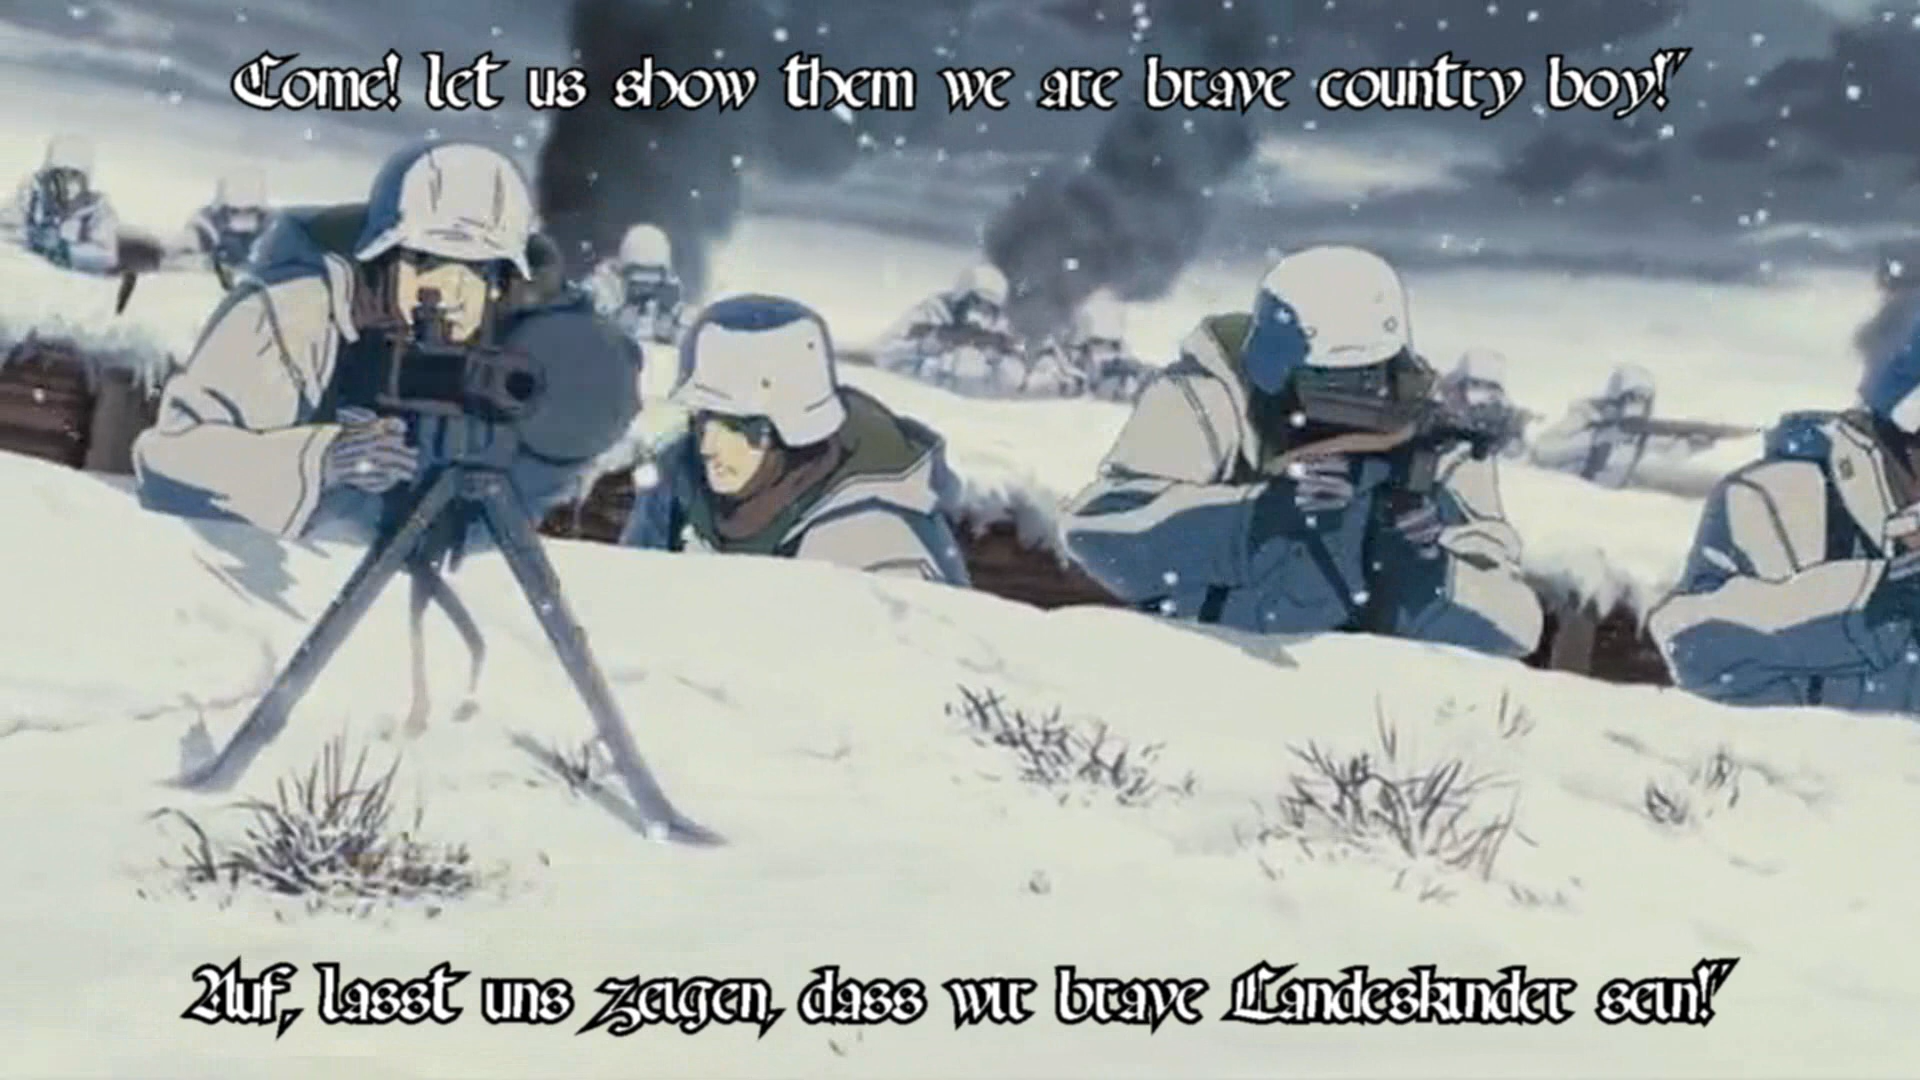 Come! let us show them we are brave country boy!"
Auf, lasst uns zeigen, dass wir brave Landeskinder sein!"